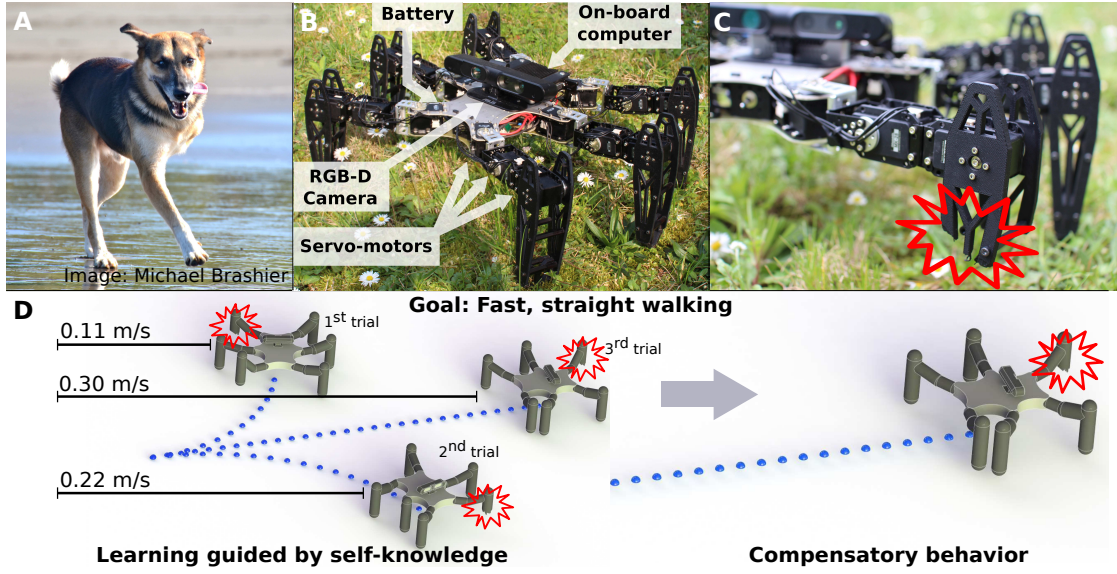 A
Image: Michael Brashier
B
Battery
On-board
computer
RGB-D
Camera
Servo-motors
C
D
Goal: Fast, straight walking
0.11 m/s
1st trial
3rd trial
0.30 m/s
2nd trial
0.22 m/s
Learning guided by self-knowledge
Compensatory behavior